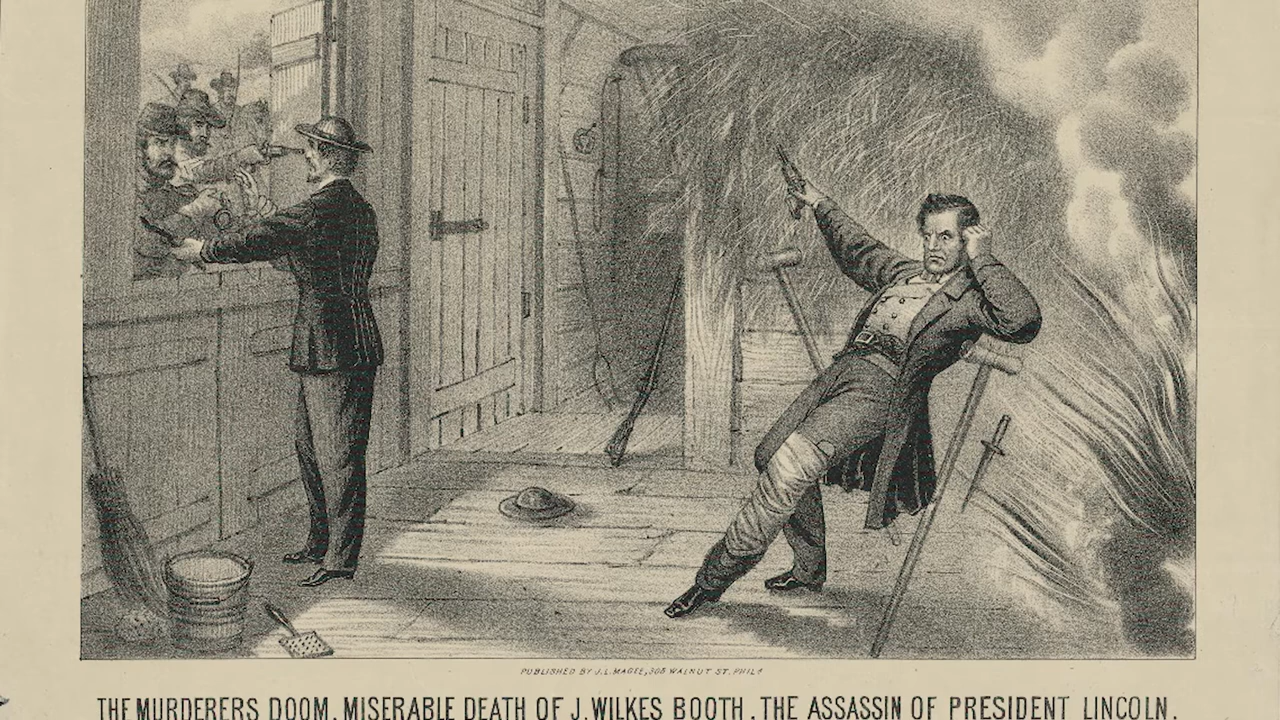 PUBLISHED BY J.L. MAGEE, 305 WALNUT ST. PHILA
THE MURDERERS DOOM. MISERABLE DEATH OF J. WILKES BOOTH, THE ASSASSIN OF PRESIDENT LINCOLN.